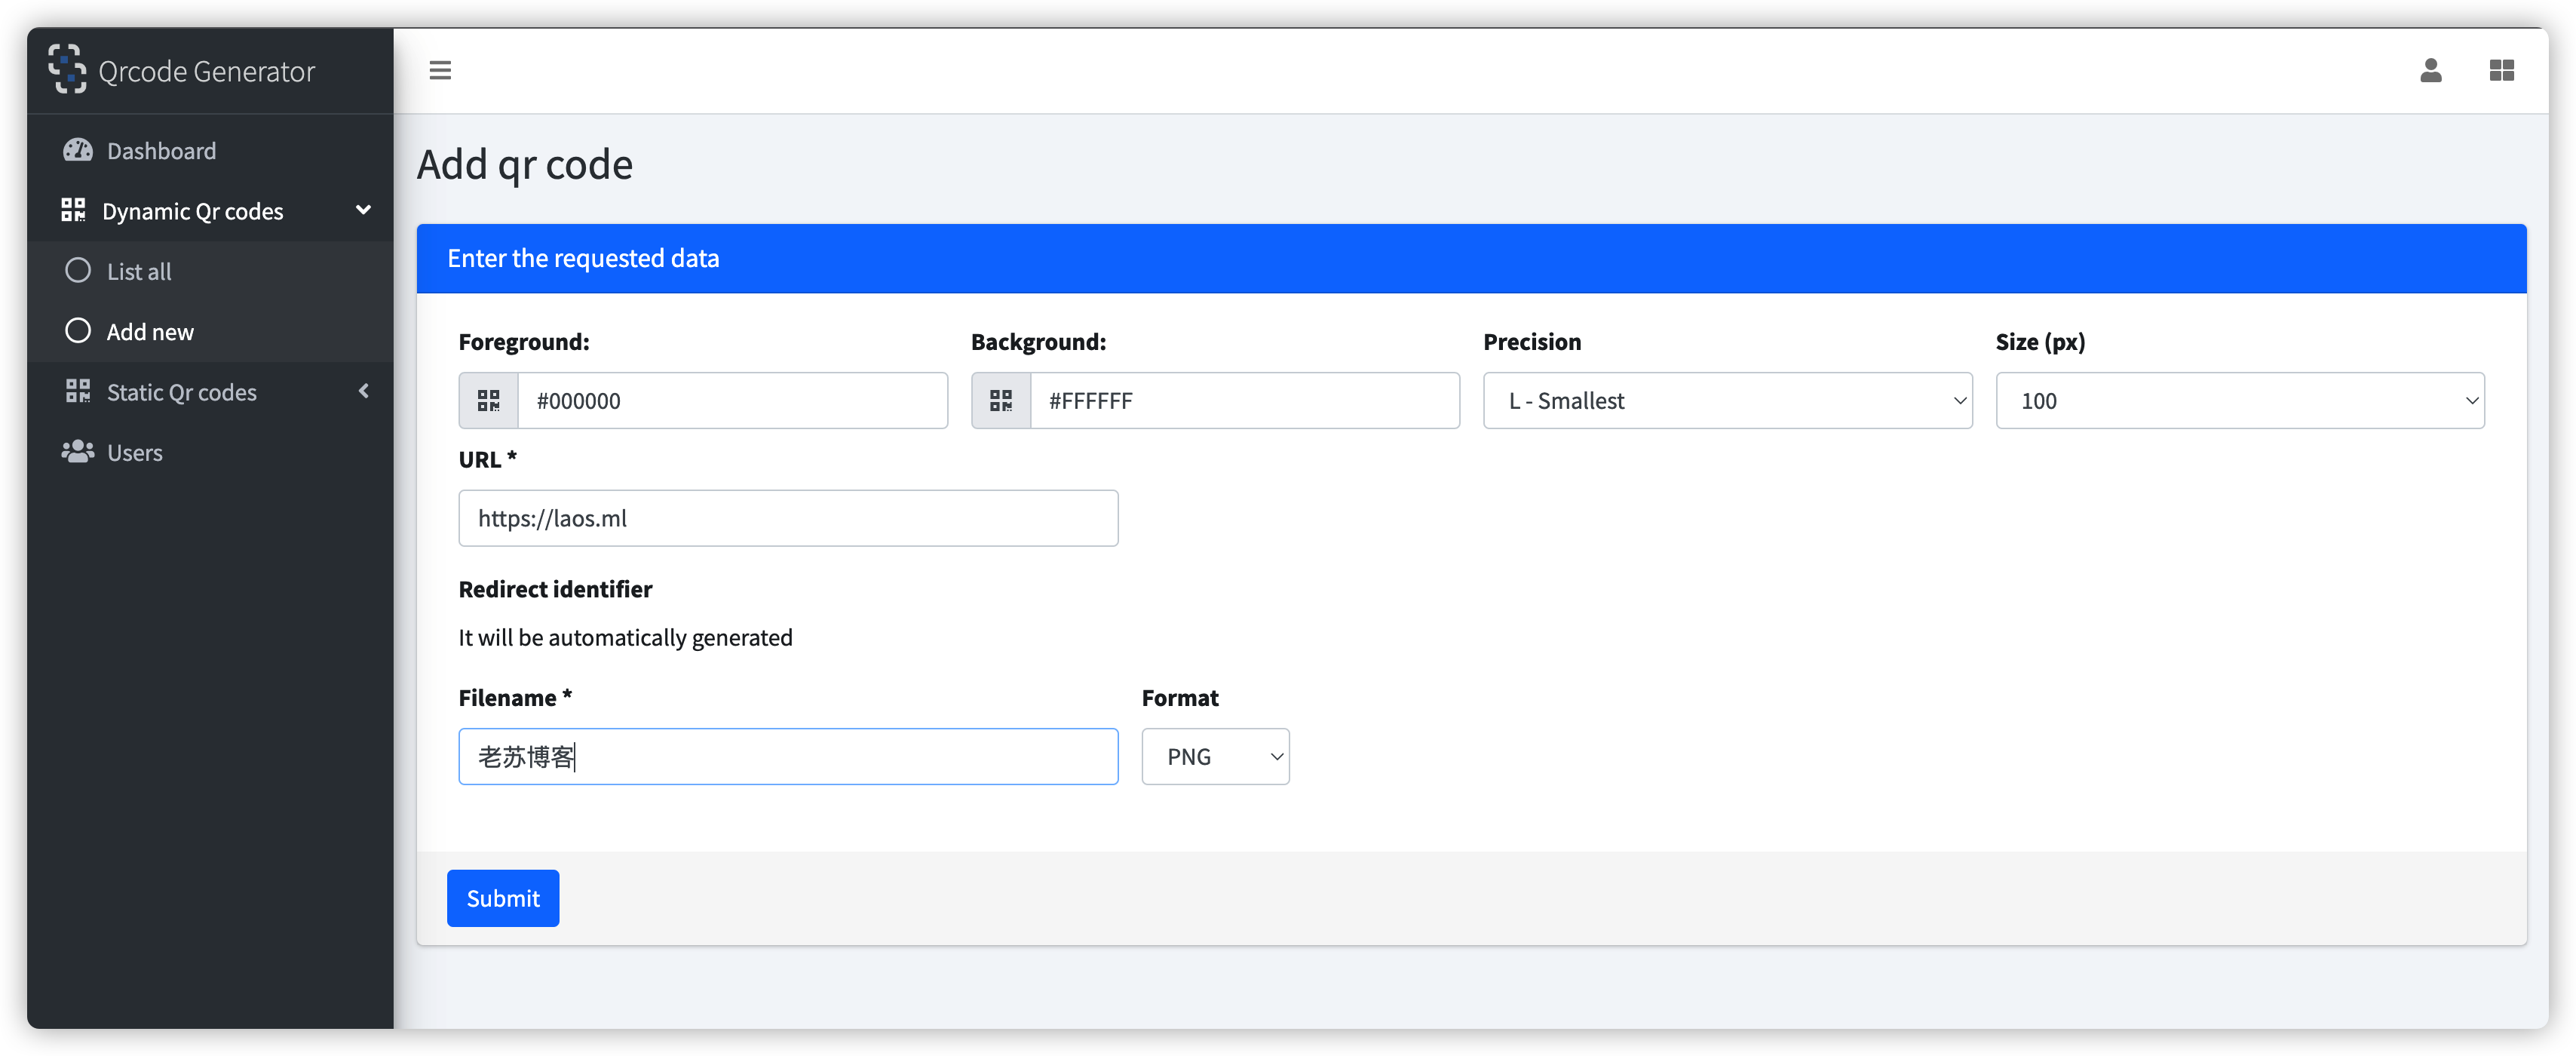 Qrcode Generator
Dashboard
Dynamic Qr codes
List all
Add new
Static Qr codes
Users
Add qr code
Enter the requested data
Foreground: Background: Precision Size (px)
#000000 #FFFFFF L - Smallest 100
URL *
https://laos.ml
Redirect identifier
It will be automatically generated
Filename * Format
老苏博客 PNG
Submit